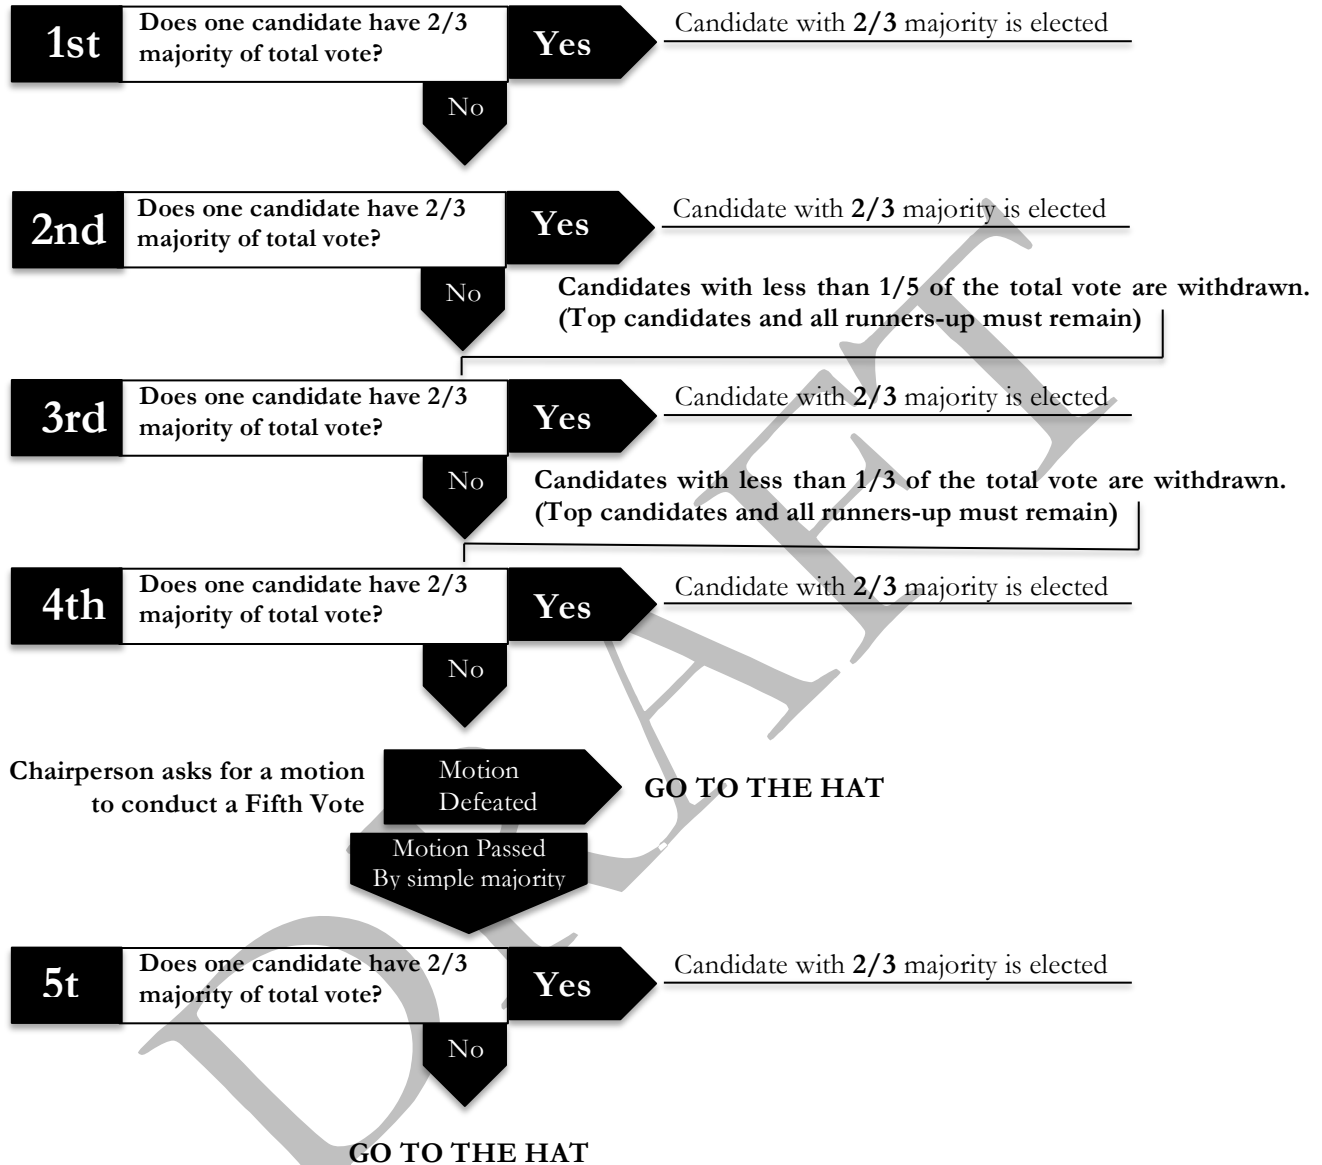 1st
Does one candidate have 2/3
majority of total vote?
Yes
Candidate with 2/3 majority is elected
No
2nd
Does one candidate have 2/3
majority of total vote?
Yes
Candidate with 2/3 majority is elected
No
Candidates with less than 1/5 of the total vote are withdrawn.
(Top candidates and all runners-up must remain)
3rd
Does one candidate have 2/3
majority of total vote?
Yes
Candidate with 2/3 majority is elected
No
Candidates with less than 1/3 of the total vote are withdrawn.
(Top candidates and all runners-up must remain)
4th
Does one candidate have 2/3
majority of total vote?
Yes
Candidate with 2/3 majority is elected
No
Chairperson asks for a motion
to conduct a Fifth Vote
Motion
Defeated
GO TO THE HAT
Motion Passed
By simple majority
5t
Does one candidate have 2/3
majority of total vote?
Yes
Candidate with 2/3 majority is elected
No
GO TO THE HAT
DRAFT